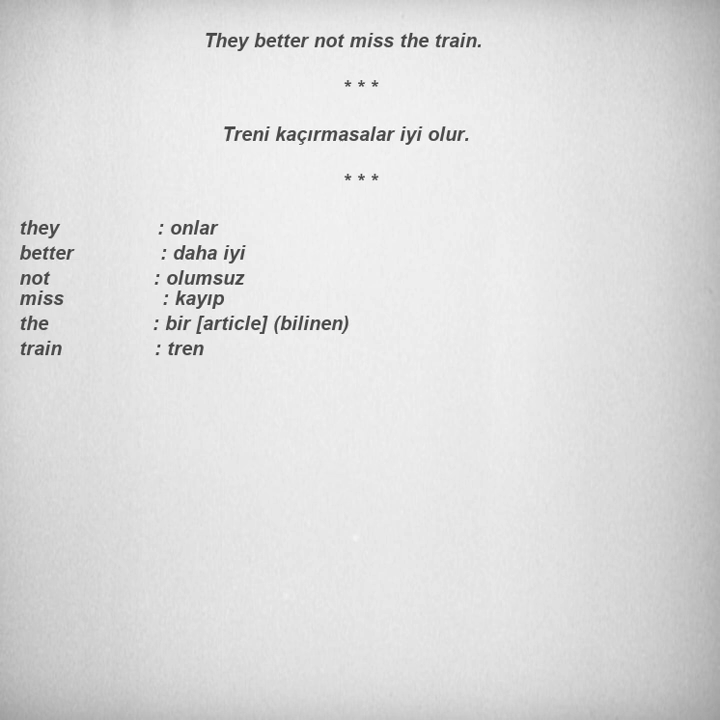 They better not miss the train.
* * *
Treni kaçırmasalar iyi olur.
* * *
they : onlar
better : daha iyi
not : olumsuz
miss : kayıp
the : bir [article] (bilinen)
train : tren